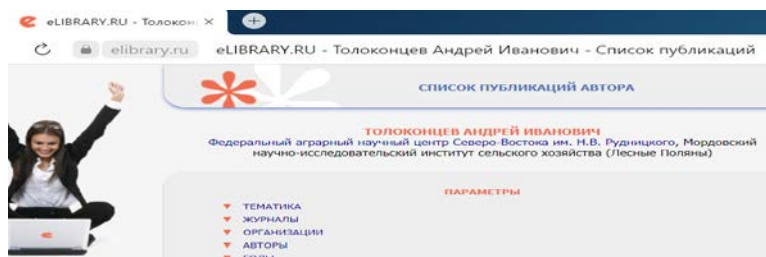 eLIBRARY.RU - Толокон
elibrary.ru eLIBRARY.RU - Толоконцев Андрей Иванович - Список публикаций
СПИСОК ПУБЛИКАЦИЙ АВТОРА
ТОЛОКОНЦЕВ АНДРЕЙ ИВАНОВИЧ
Федеральный аграрный научный центр Северо-Востока им. Н.В. Рудницкого, Мордовский
научно-исследовательский институт сельского хозяйства (Лесные Поляны)
ПАРАМЕТРЫ
ТЕМАТИКА
ЖУРНАЛЫ
ОРГАНИЗАЦИИ
АВТОРЫ